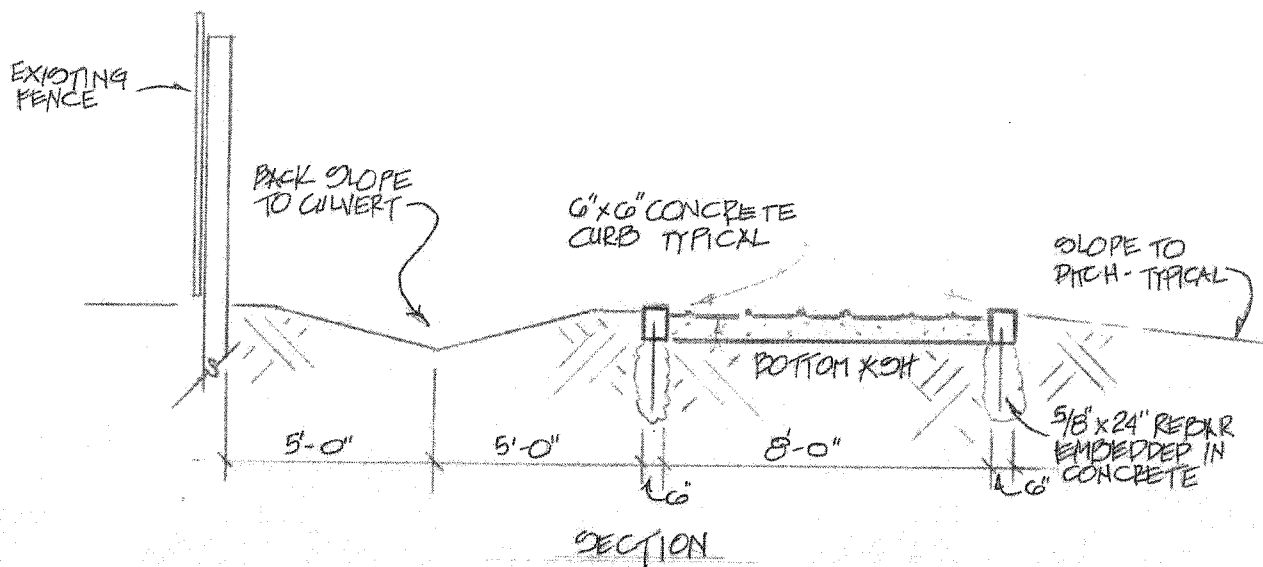 EXISTING
FENCE
BACK SLOPE
TO CULVERT
6"x6" CONCRETE
CURB TYPICAL
SLOPE TO
DITCH - TYPICAL
BOTTOM ASH
5/8" x 24" REBAR
EMBEDDED IN
CONCRETE
5'-0"
5'-0"
8'-0"
6"
6"
SECTION